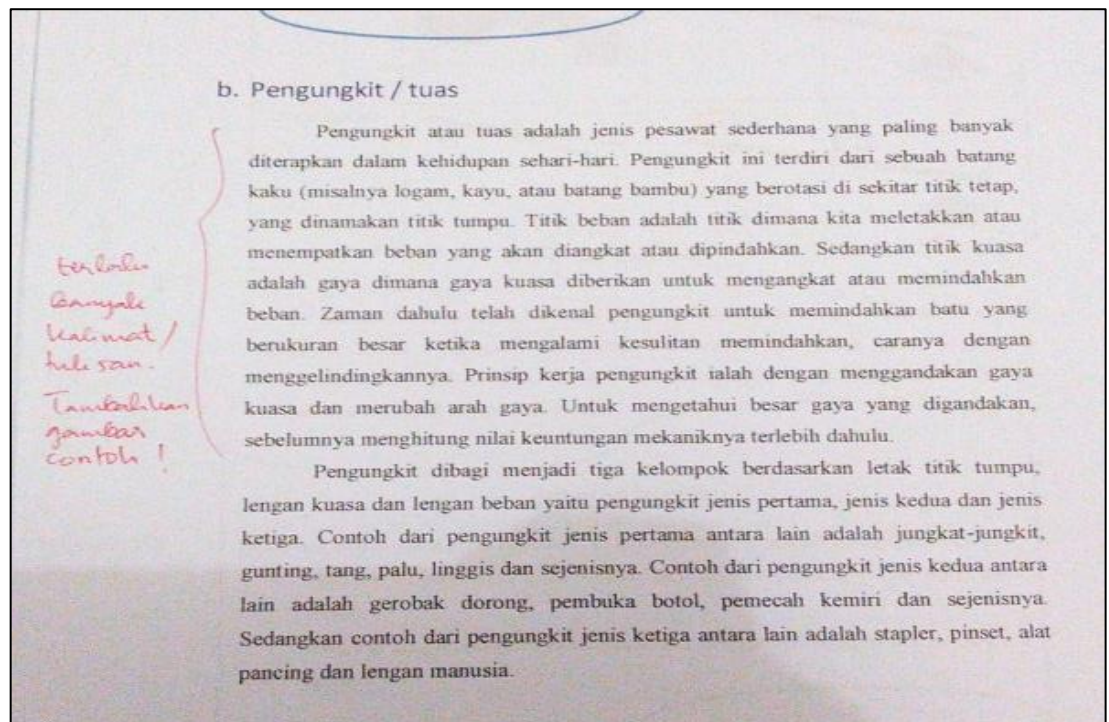 b. Pengungkit / tuas
Pengungkit atau tuas adalah jenis pesawat sederhana yang paling banyak
diterapkan dalam kehidupan sehari-hari. Pengungkit ini terdiri dari sebuah batang
kaku (misalnya logam, kayu, atau batang bambu) yang berotasi di sekitar titik tetap,
yang dinamakan titik tumpu. Titik beban adalah titik dimana kita meletakkan atau
menempatkan beban yang akan diangkat atau dipindahkan. Sedangkan titik kuasa
adalah gaya dimana gaya kuasa diberikan untuk mengangkat atau memindahkan
beban. Zaman dahulu telah dikenal pengungkit untuk memindahkan batu yang
berukuran besar ketika mengalami kesulitan memindahkan, caranya dengan
menggelindingkannya. Prinsip kerja pengungkit ialah dengan menggandakan gaya
kuasa dan merubah arah gaya. Untuk mengetahui besar gaya yang digandakan,
sebelumnya menghitung nilai keuntungan mekaniknya terlebih dahulu.
terlalu
banyak
kalimat /
tulisan.
Tambahkan
gambar
contoh !
Pengungkit dibagi menjadi tiga kelompok berdasarkan letak titik tumpu,
lengan kuasa dan lengan beban yaitu pengungkit jenis pertama, jenis kedua dan jenis
ketiga. Contoh dari pengungkit jenis pertama antara lain adalah jungkat-jungkit,
gunting, tang, palu, linggis dan sejenisnya. Contoh dari pengungkit jenis kedua antara
lain adalah gerobak dorong, pembuka botol, pemecah kemiri dan sejenisnya.
Sedangkan contoh dari pengungkit jenis ketiga antara lain adalah stapler, pinset, alat
pancing dan lengan manusia.